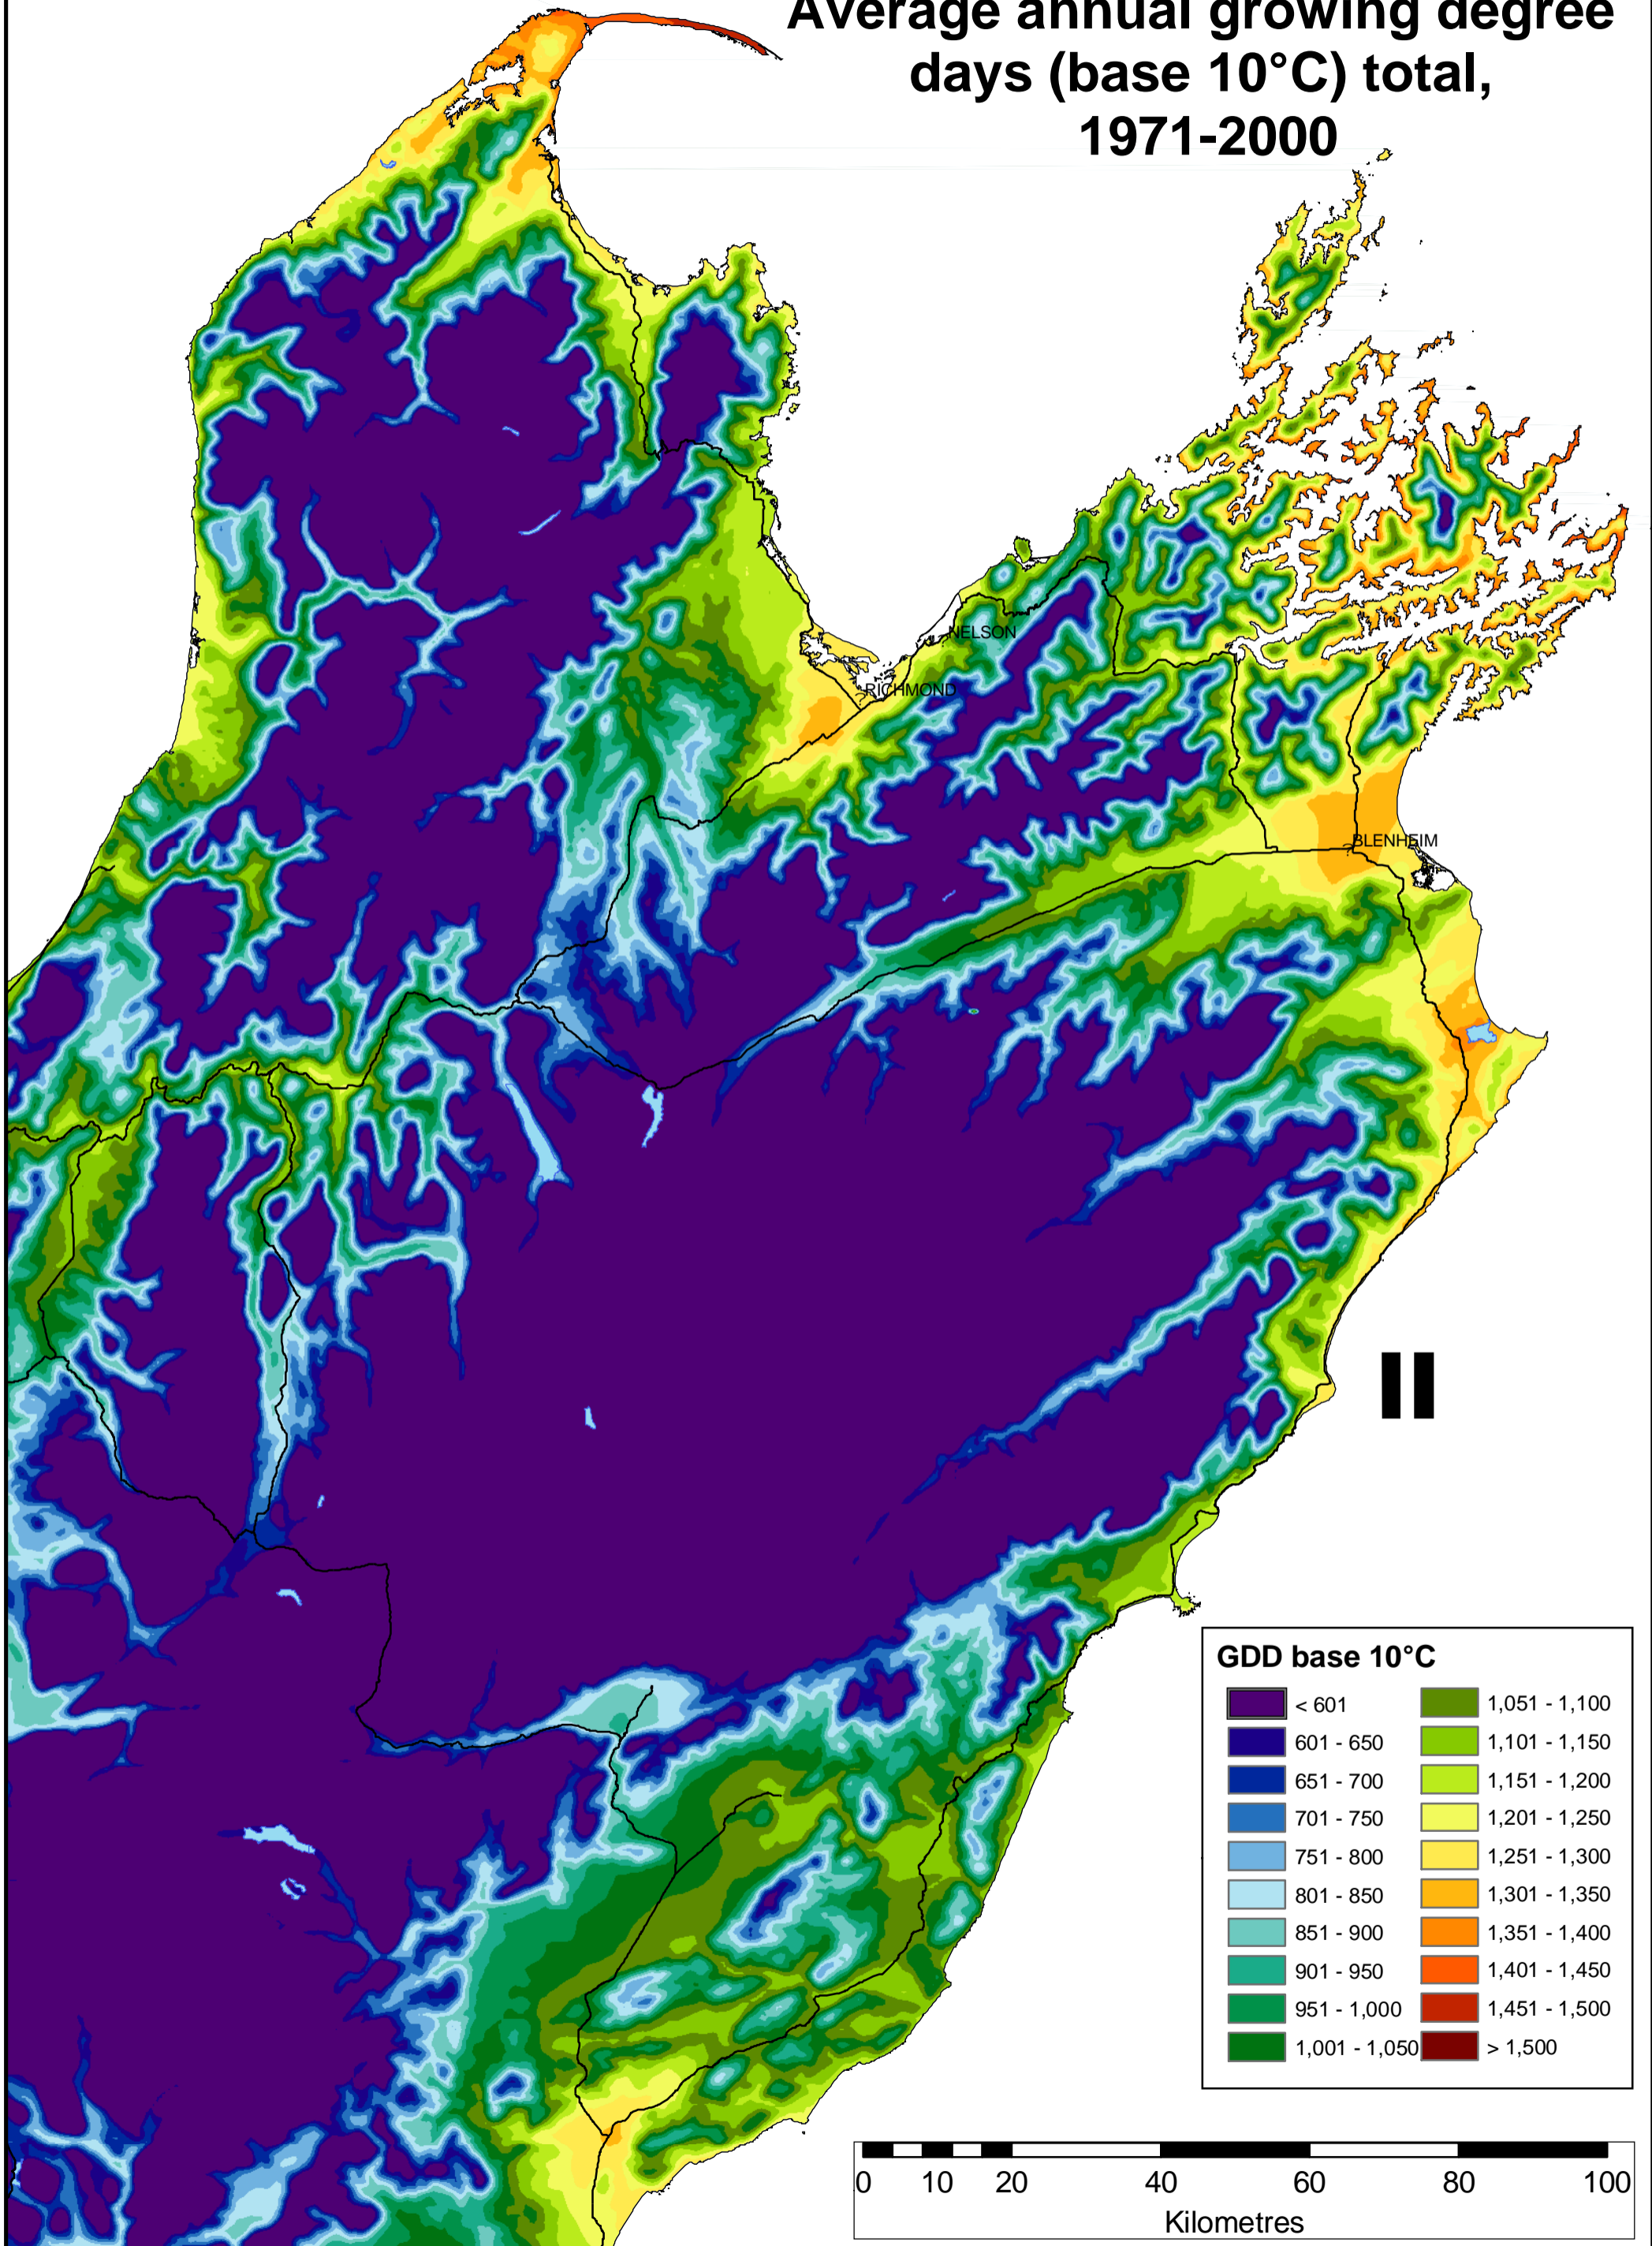 Average annual growing degree
days (base 10°C) total,
1971-2000
NELSON
RICHMOND
BLENHEIM
GDD base 10°C
< 601
601 - 650
651 - 700
701 - 750
751 - 800
801 - 850
851 - 900
901 - 950
951 - 1,000
1,001 - 1,050
1,051 - 1,100
1,101 - 1,150
1,151 - 1,200
1,201 - 1,250
1,251 - 1,300
1,301 - 1,350
1,351 - 1,400
1,401 - 1,450
1,451 - 1,500
> 1,500
0 10 20 40 60 80 100
Kilometres